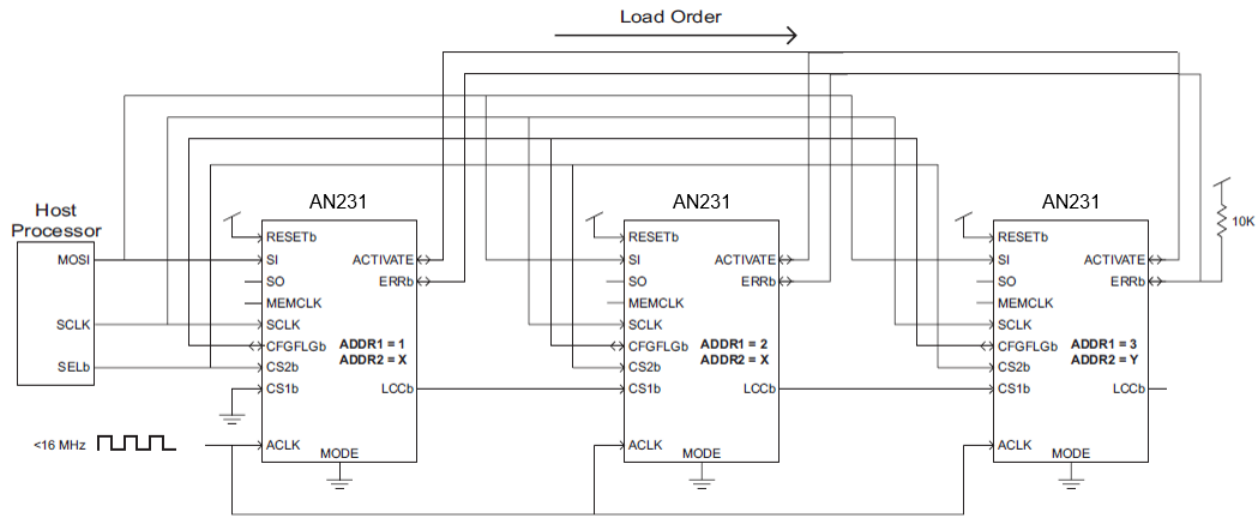 Load Order
Host
Processor
MOSI
SCLK
SELb
<16 MHz
AN231
RESETb
SI
SO
MEMCLK
SCLK
CFGFLGb
CS2b
CS1b
ACLK
MODE
ACTIVATE
ERRb
ADDR1 = 1
ADDR2 = X
LCCb
AN231
RESETb
SI
SO
MEMCLK
SCLK
CFGFLGb
CS2b
CS1b
ACLK
MODE
ACTIVATE
ERRb
ADDR1 = 2
ADDR2 = X
LCCb
AN231
RESETb
SI
SO
MEMCLK
SCLK
CFGFLGb
CS2b
CS1b
ACLK
MODE
ACTIVATE
ERRb
ADDR1 = 3
ADDR2 = Y
LCCb
10K